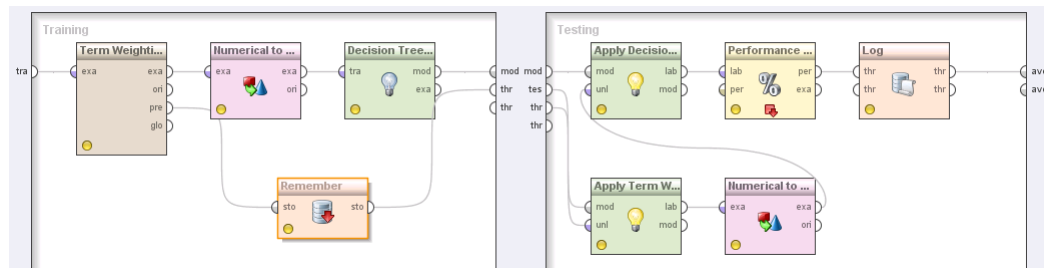 Training
Testing
Term Weighti...
Numerical to ...
Decision Tree...
Apply Decisio...
Performance ...
Log
tra
exa
exa
ori
pre
glo
exa
exa
ori
tra
mod
exa
mod
thr
thr
mod
tes
thr
thr
mod
unl
lab
mod
lab
per
per
exa
thr
thr
thr
thr
ave
ave
Remember
sto
sto
Apply Term W...
Numerical to ...
mod
unl
lab
mod
exa
exa
ori